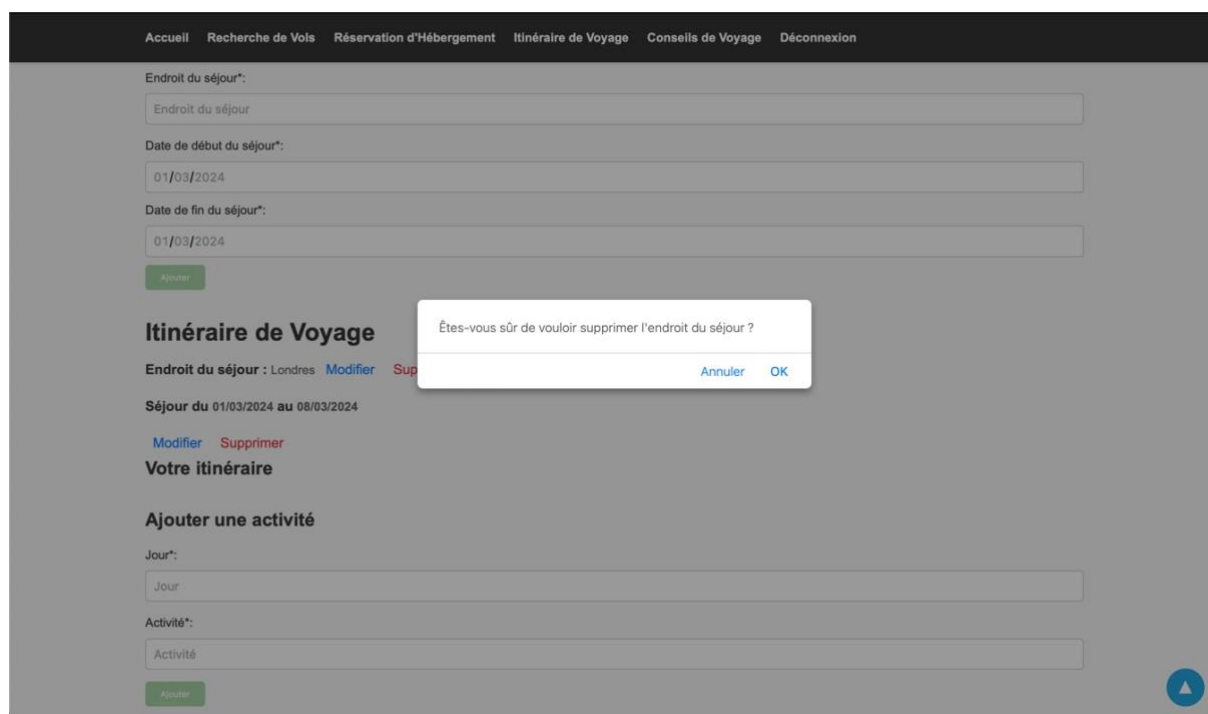 Accueil Recherche de Vols Réservation d'Hébergement Itinéraire de Voyage Conseils de Voyage Déconnexion
Endroit du séjour*:
Endroit du séjour
Date de début du séjour*:
01/03/2024
Date de fin du séjour*:
01/03/2024
Ajouter
Êtes-vous sûr de vouloir supprimer l'endroit du séjour ?
Annuler OK
Itinéraire de Voyage
Endroit du séjour : Londres Modifier Sup
Séjour du 01/03/2024 au 08/03/2024
Modifier Supprimer
Votre itinéraire
Ajouter une activité
Jour*:
Jour
Activité*:
Activité
Ajouter